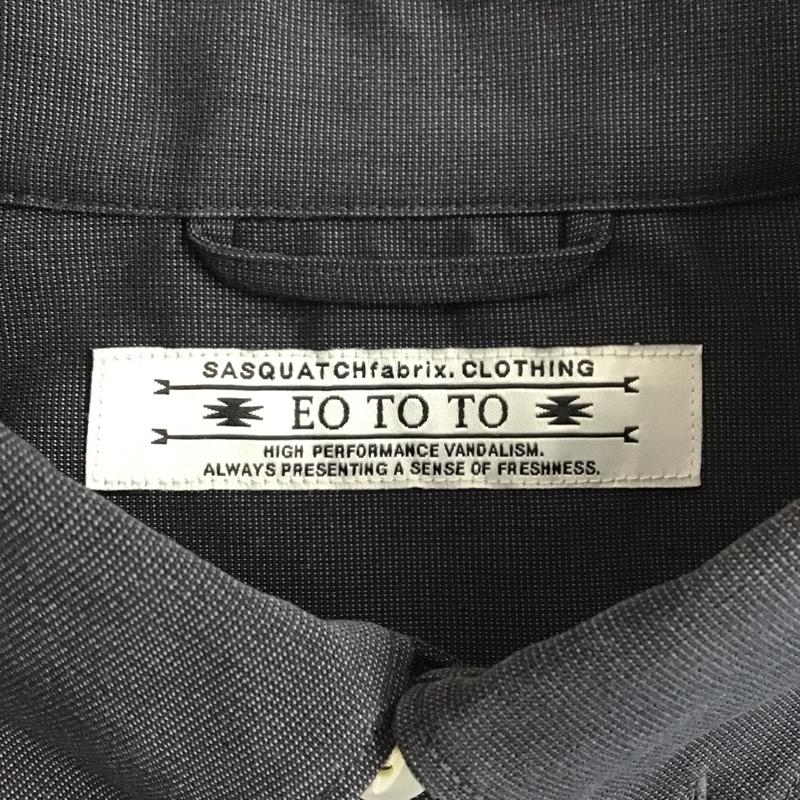 SASQUATCHfabrix. CLOTHING
EO TO TO
HIGH PERFORMANCE VANDALISM.
ALWAYS PRESENTING A SENSE OF FRESHNESS.